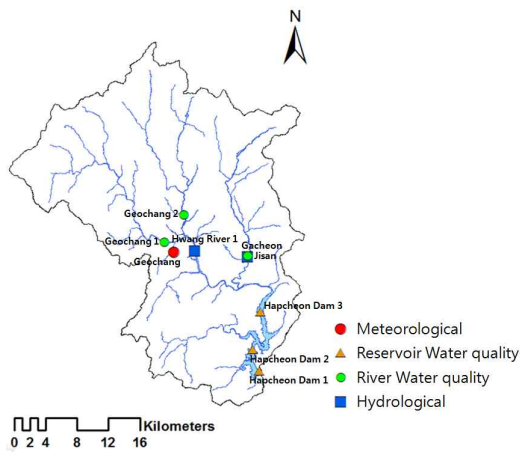 N
Geochang 2
Geochang 1
Hwang River 1
Geochang
Gacheon
Jisan
Hapcheon Dam 3
Hapcheon Dam 2
Hapcheon Dam 1
Meteorological
Reservoir Water quality
River Water quality
Hydrological
Kilometers
0 2 4 8 12 16